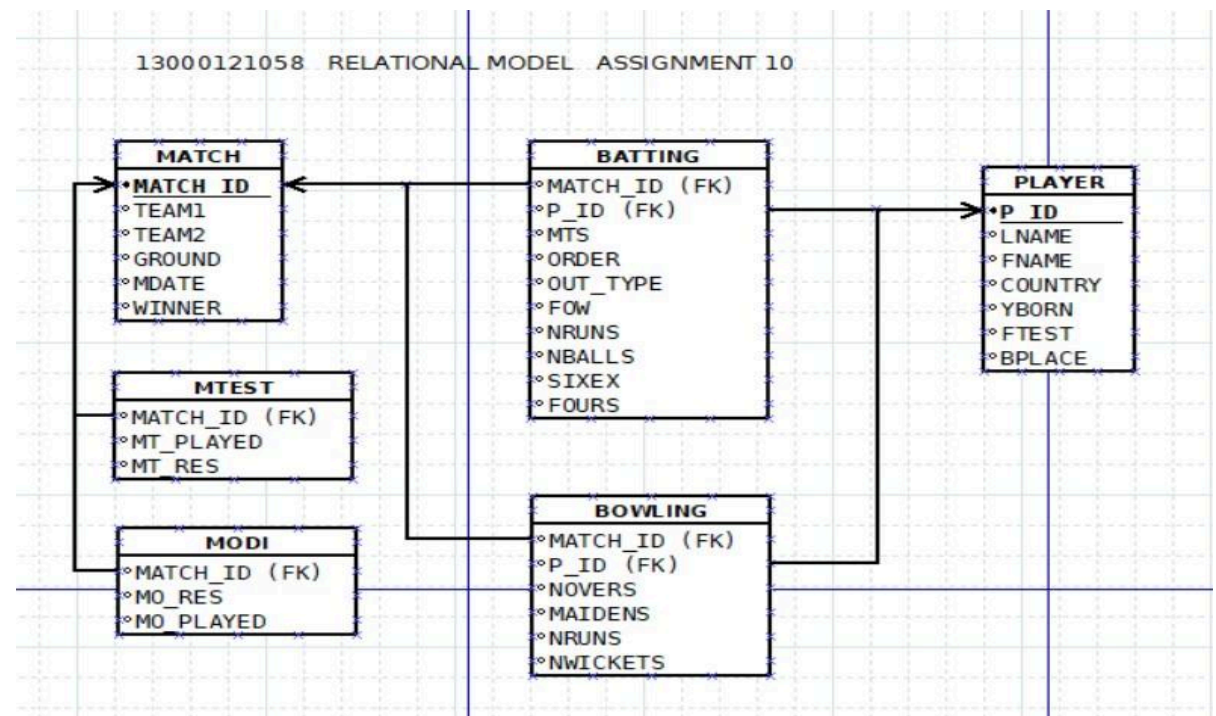 13000121058 RELATIONAL MODEL ASSIGNMENT 10
MATCH
MATCH_ID
TEAM1
TEAM2
GROUND
MDATE
WINNER
MTEST
MATCH_ID (FK)
MT_PLAYED
MT_RES
MODI
MATCH_ID (FK)
MO_RES
MO_PLAYED
BATTING
MATCH_ID (FK)
P_ID (FK)
MTS
ORDER
OUT_TYPE
FOW
NRUNS
NBALLS
SIXEX
FOURS
BOWLING
MATCH_ID (FK)
P_ID (FK)
NOVERS
MAIDENS
NRUNS
NWICKETS
PLAYER
P_ID
LNAME
FNAME
COUNTRY
YBORN
FTEST
BPLACE